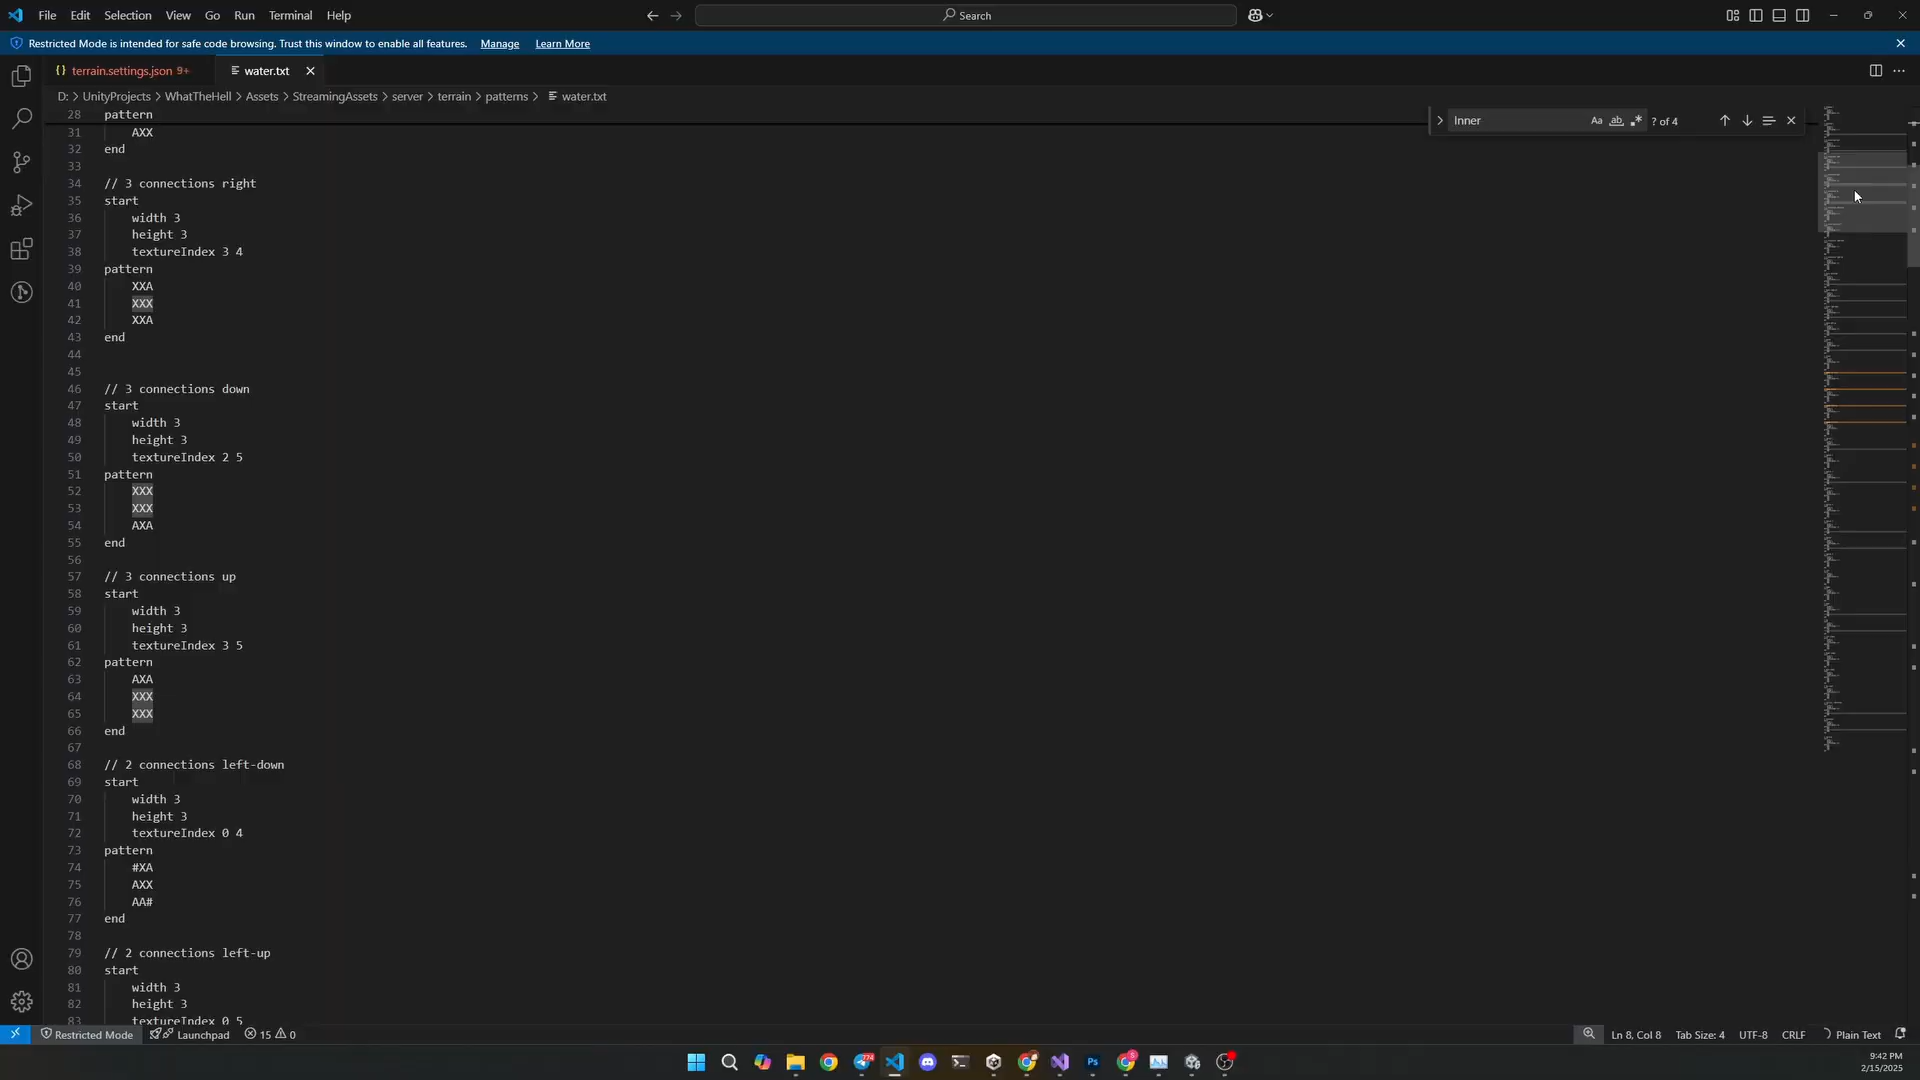 File Edit Selection View Go Run Terminal Help
Search
Restricted Mode is intended for safe code browsing. Trust this window to enable all features. Manage Learn More
terrain.settings.json 9+
water.txt
D: > UnityProjects > WhatTheHell > Assets > StreamingAssets > server > terrain > patterns > water.txt
Inner
Aa ab .* ? of 4
28 pattern
31 AXX
32 end
33
34 // 3 connections right
35 start
36 width 3
37 height 3
38 textureIndex 3 4
39 pattern
40 XXA
41 XXX
42 XXA
43 end
44
45
46 // 3 connections down
47 start
48 width 3
49 height 3
50 textureIndex 2 5
51 pattern
52 XXX
53 XXX
54 AXA
55 end
56
57 // 3 connections up
58 start
59 width 3
60 height 3
61 textureIndex 3 5
62 pattern
63 AXA
64 XXX
65 XXX
66 end
67
68 // 2 connections left-down
69 start
70 width 3
71 height 3
72 textureIndex 0 4
73 pattern
74 #XA
75 AXX
76 AA#
77 end
78
79 // 2 connections left-up
80 start
81 width 3
82 height 3
83 textureIndex 0 5
Restricted Mode Launchpad 15 0
Ln 8, Col 8 Tab Size: 4 UTF-8 CRLF Plain Text
9:42 PM
2/15/2025